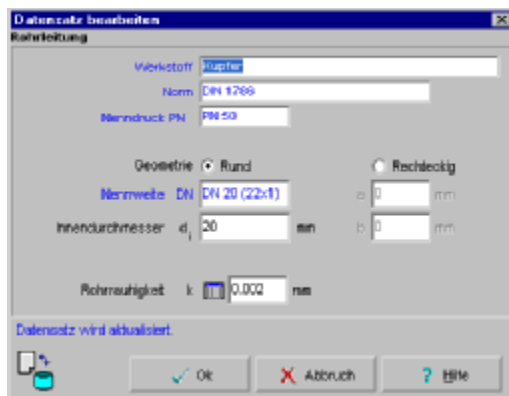 Datensatz bearbeiten
Rohrleitung
Werkstoff Kupfer
Norm DIN 1786
Nenndruck PN PN 50
Geometrie Rund Rechteckig
Nennweite DN DN 20 (22x1) a 0 mm
Innendurchmesser di 20 mm b 0 mm
Rohrrauhigkeit k 0.002 mm
Datensatz wird aktualisiert.
Ok Abbruch ? Hilfe